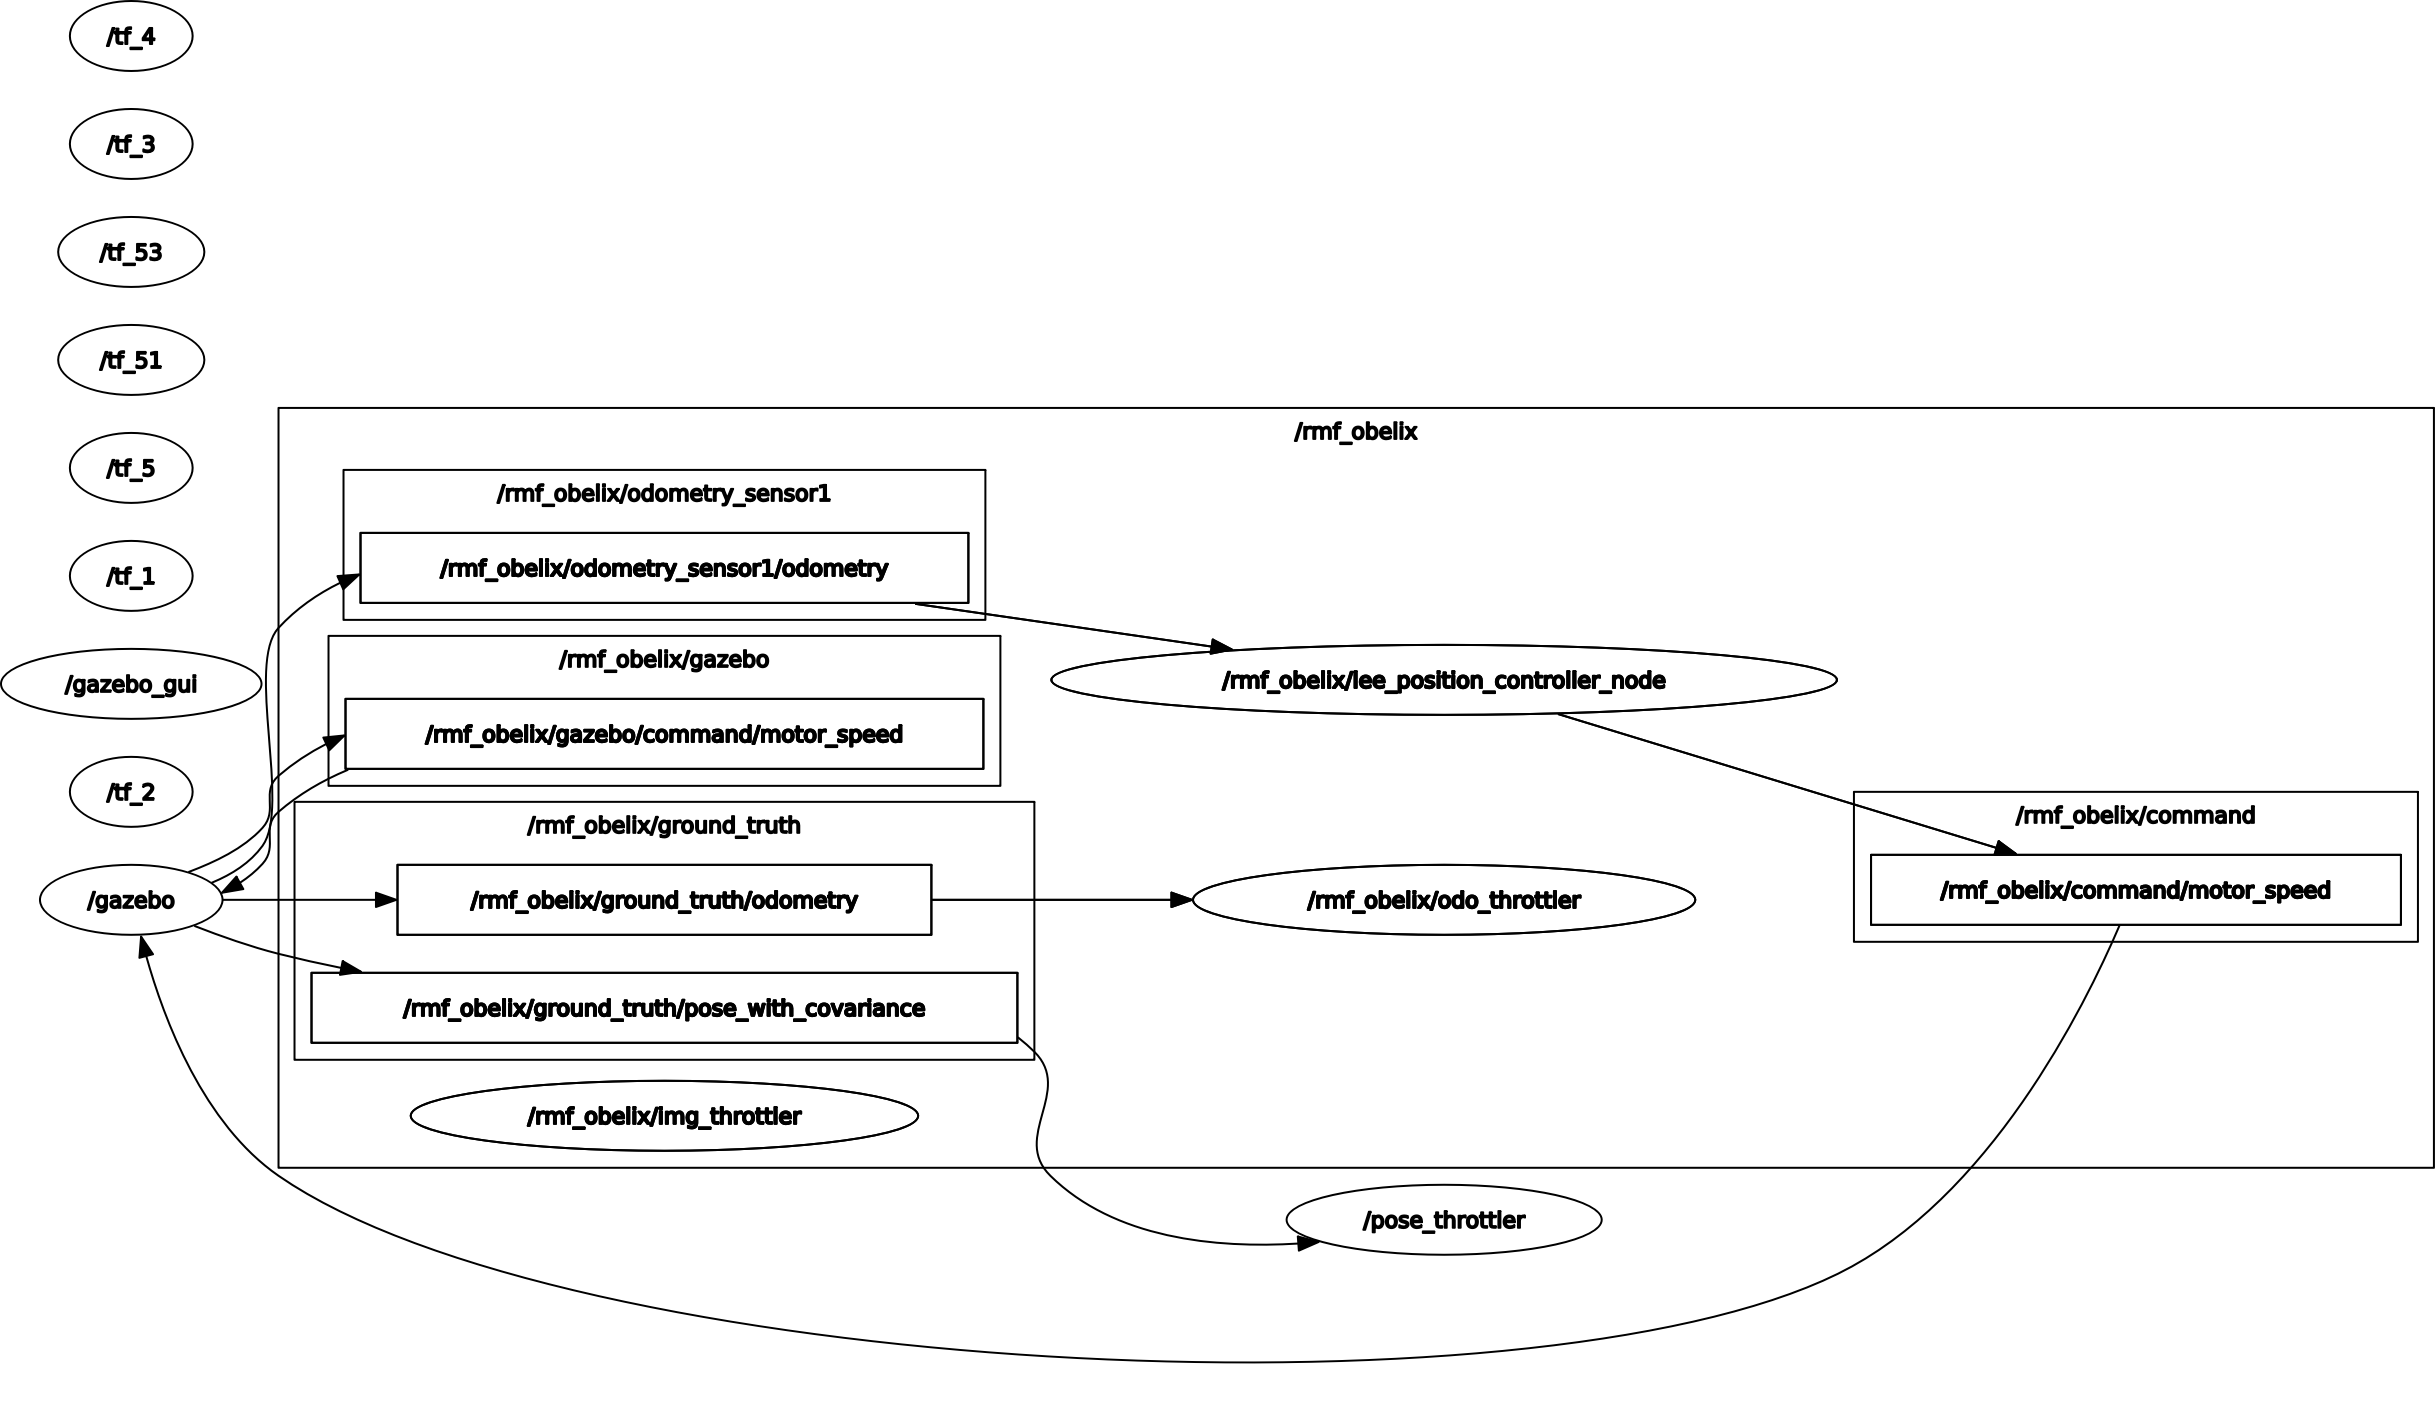 /tf_4
/tf_3
/tf_53
/tf_51
/tf_5
/tf_1
/gazebo_gui
/tf_2
/gazebo
/rmf_obelix
/rmf_obelix/odometry_sensor1
/rmf_obelix/odometry_sensor1/odometry
/rmf_obelix/gazebo
/rmf_obelix/gazebo/command/motor_speed
/rmf_obelix/ground_truth
/rmf_obelix/ground_truth/odometry
/rmf_obelix/ground_truth/pose_with_covariance
/rmf_obelix/img_throttler
/rmf_obelix/lee_position_controller_node
/rmf_obelix/odo_throttler
/pose_throttler
/rmf_obelix/command
/rmf_obelix/command/motor_speed